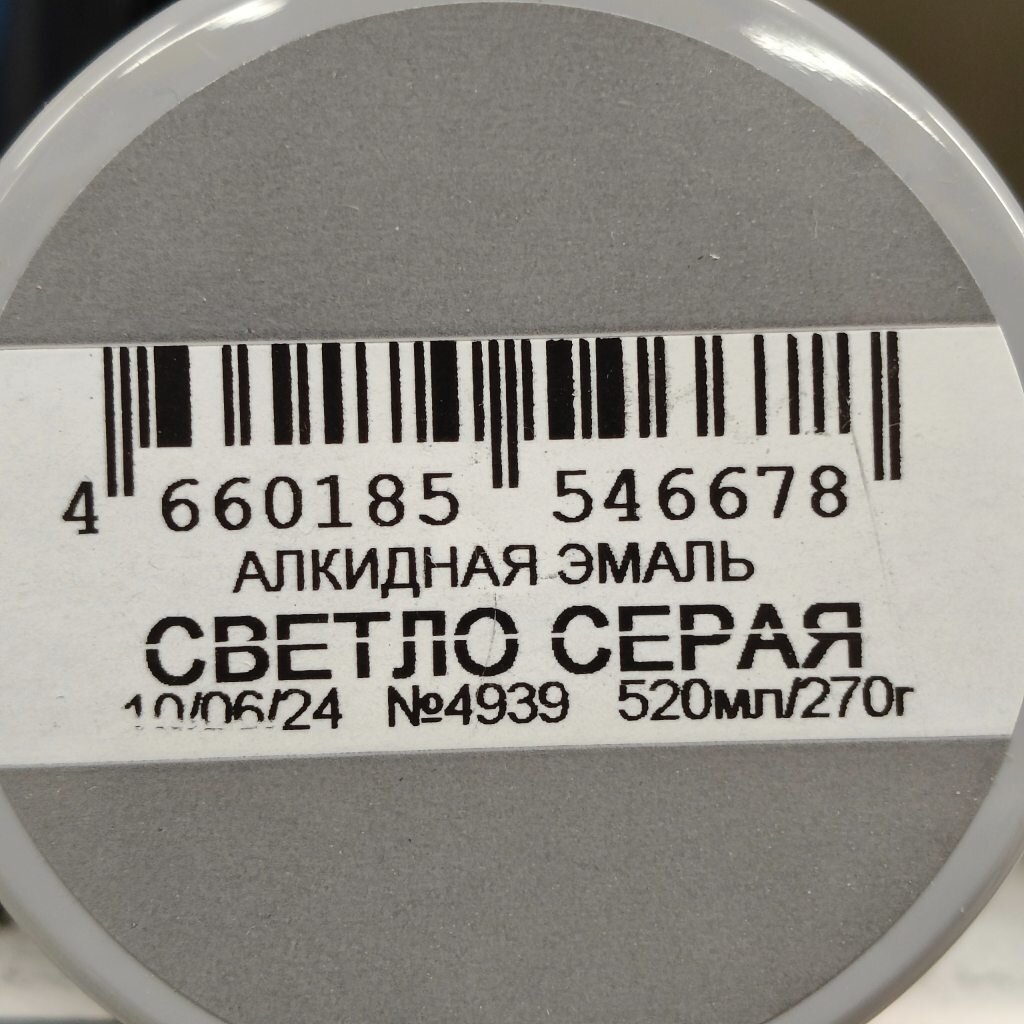 4 660185 546678
АЛКИДНАЯ ЭМАЛЬ
СВЕТЛО СЕРАЯ
10/06/24 №4939 520мл/270г